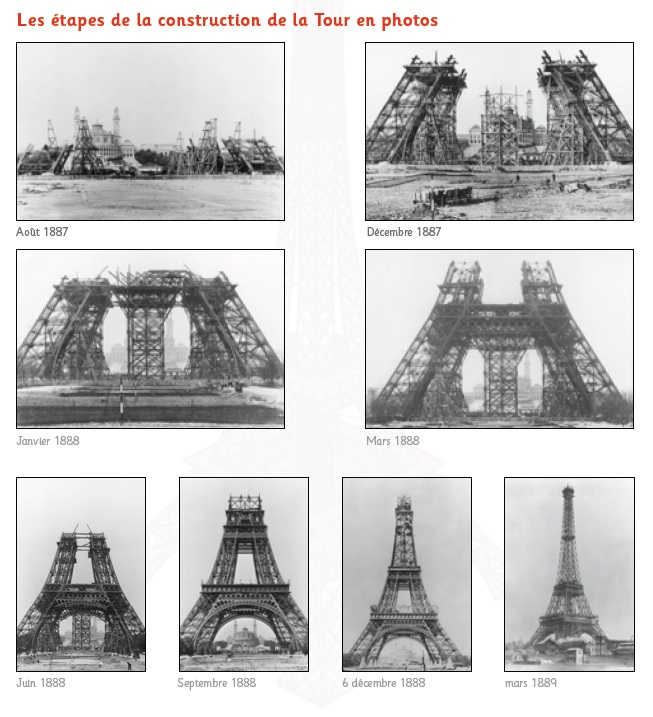 Les étapes de la construction de la Tour en photos
Août 1887
Décembre 1887
Janvier 1888
Mars 1888
Juin 1888
Septembre 1888
6 décembre 1888
mars 1889